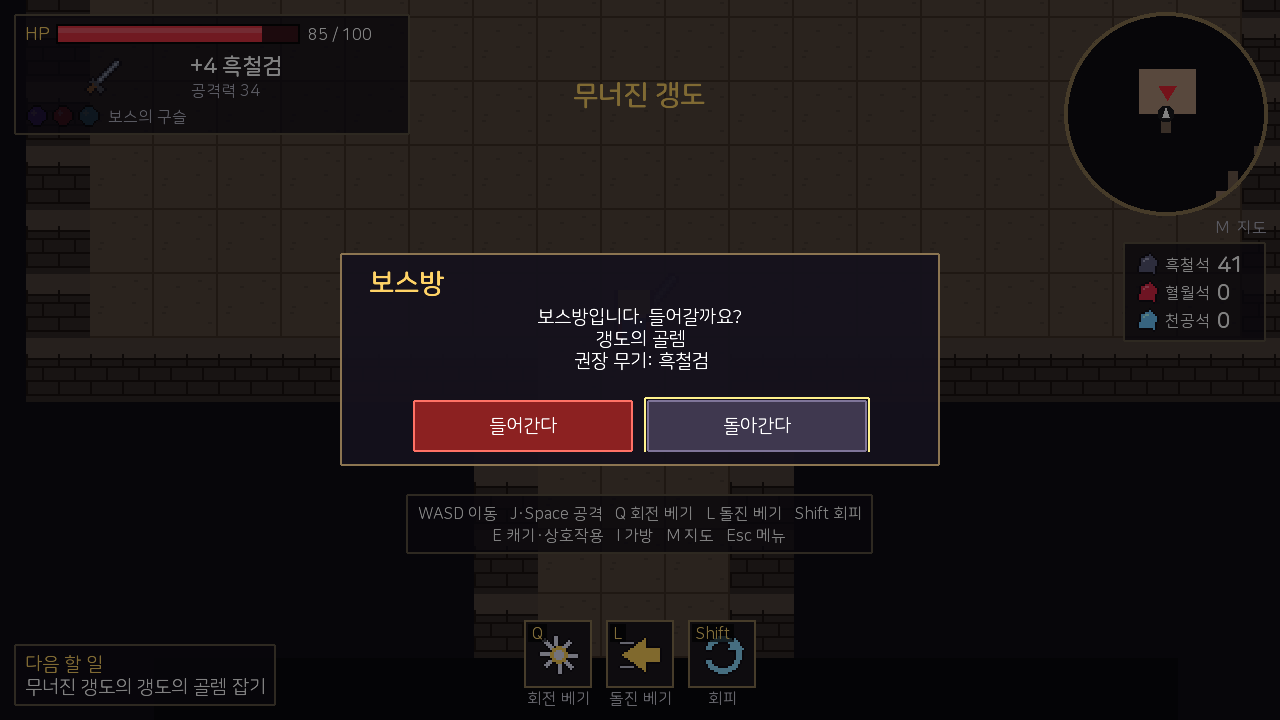 HP 85 / 100
+4 흑철검
공격력 34
보스의 구슬
무너진 갱도
M 지도
흑철석 41
혈월석 0
천공석 0
보스방
보스방입니다. 들어갈까요?
갱도의 골렘
권장 무기: 흑철검
들어간다
돌아간다
WASD 이동 J·Space 공격 Q 회전 베기 L 돌진 베기 Shift 회피
E 캐기·상호작용 I 가방 M 지도 Esc 메뉴
Q
L
Shift
회전 베기
돌진 베기
회피
다음 할 일
무너진 갱도의 갱도의 골렘 잡기